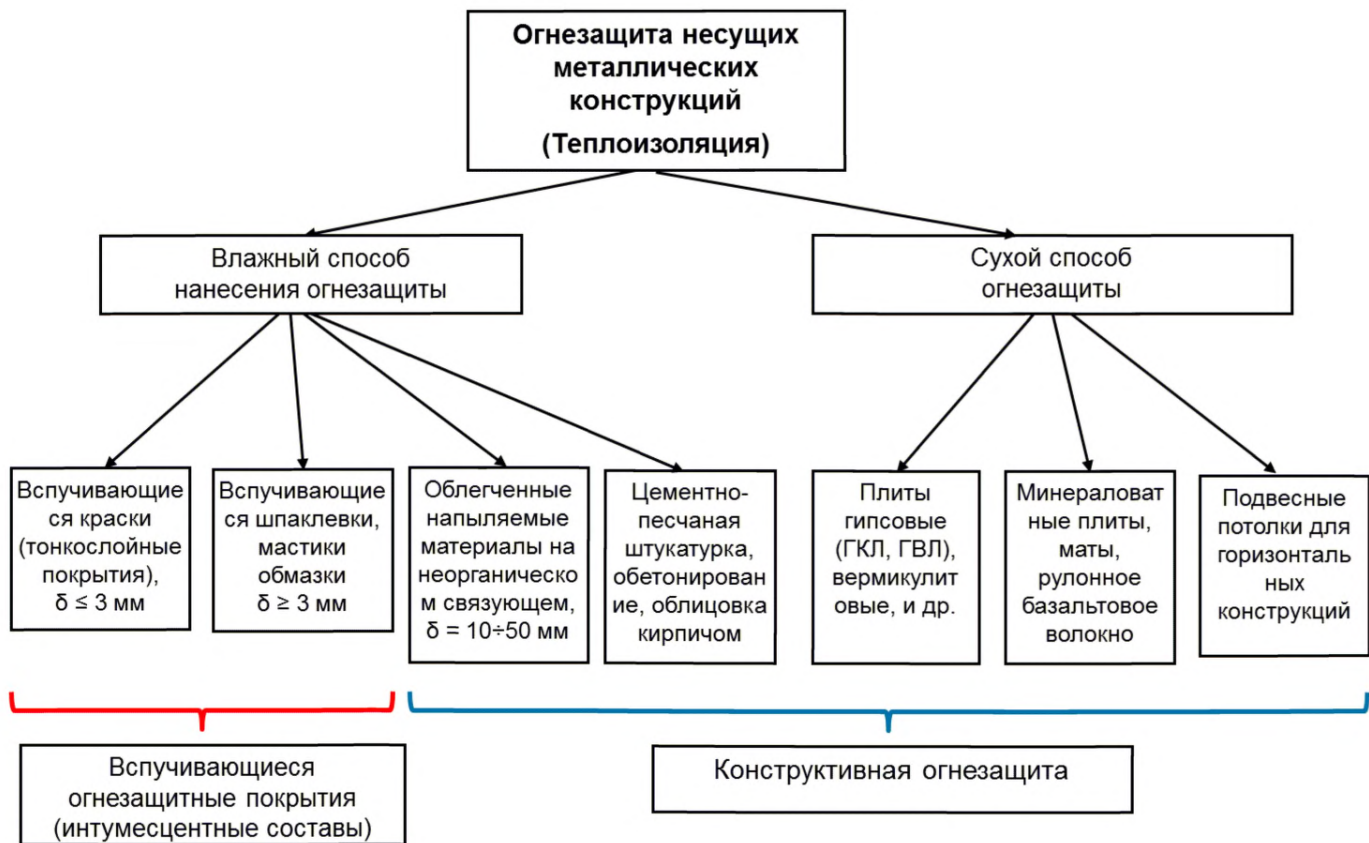 Огнезащита несущих
металлических
конструкций
(Теплоизоляция)
Влажный способ
нанесения огнезащиты
Сухой способ
огнезащиты
Вспучивающие
ся краски
(тонкослойные
покрытия),
δ ≤ 3 мм
Вспучивающие
ся шпаклевки,
мастики
обмазки
δ ≥ 3 мм
Облегченные
напыляемые
материалы на
неорганическо
м связующем,
δ = 10÷50 мм
Цементно-
песчаная
штукатурка,
обетонирован
ие, облицовка
кирпичом
Плиты
гипсовые
(ГКЛ, ГВЛ),
вермикулит
овые, и др.
Минераловат
ные плиты,
маты,
рулонное
базальтовое
волокно
Подвесные
потолки для
горизонталь
ных
конструкций
Вспучивающиеся
огнезащитные покрытия
(интумесцентные составы)
Конструктивная огнезащита